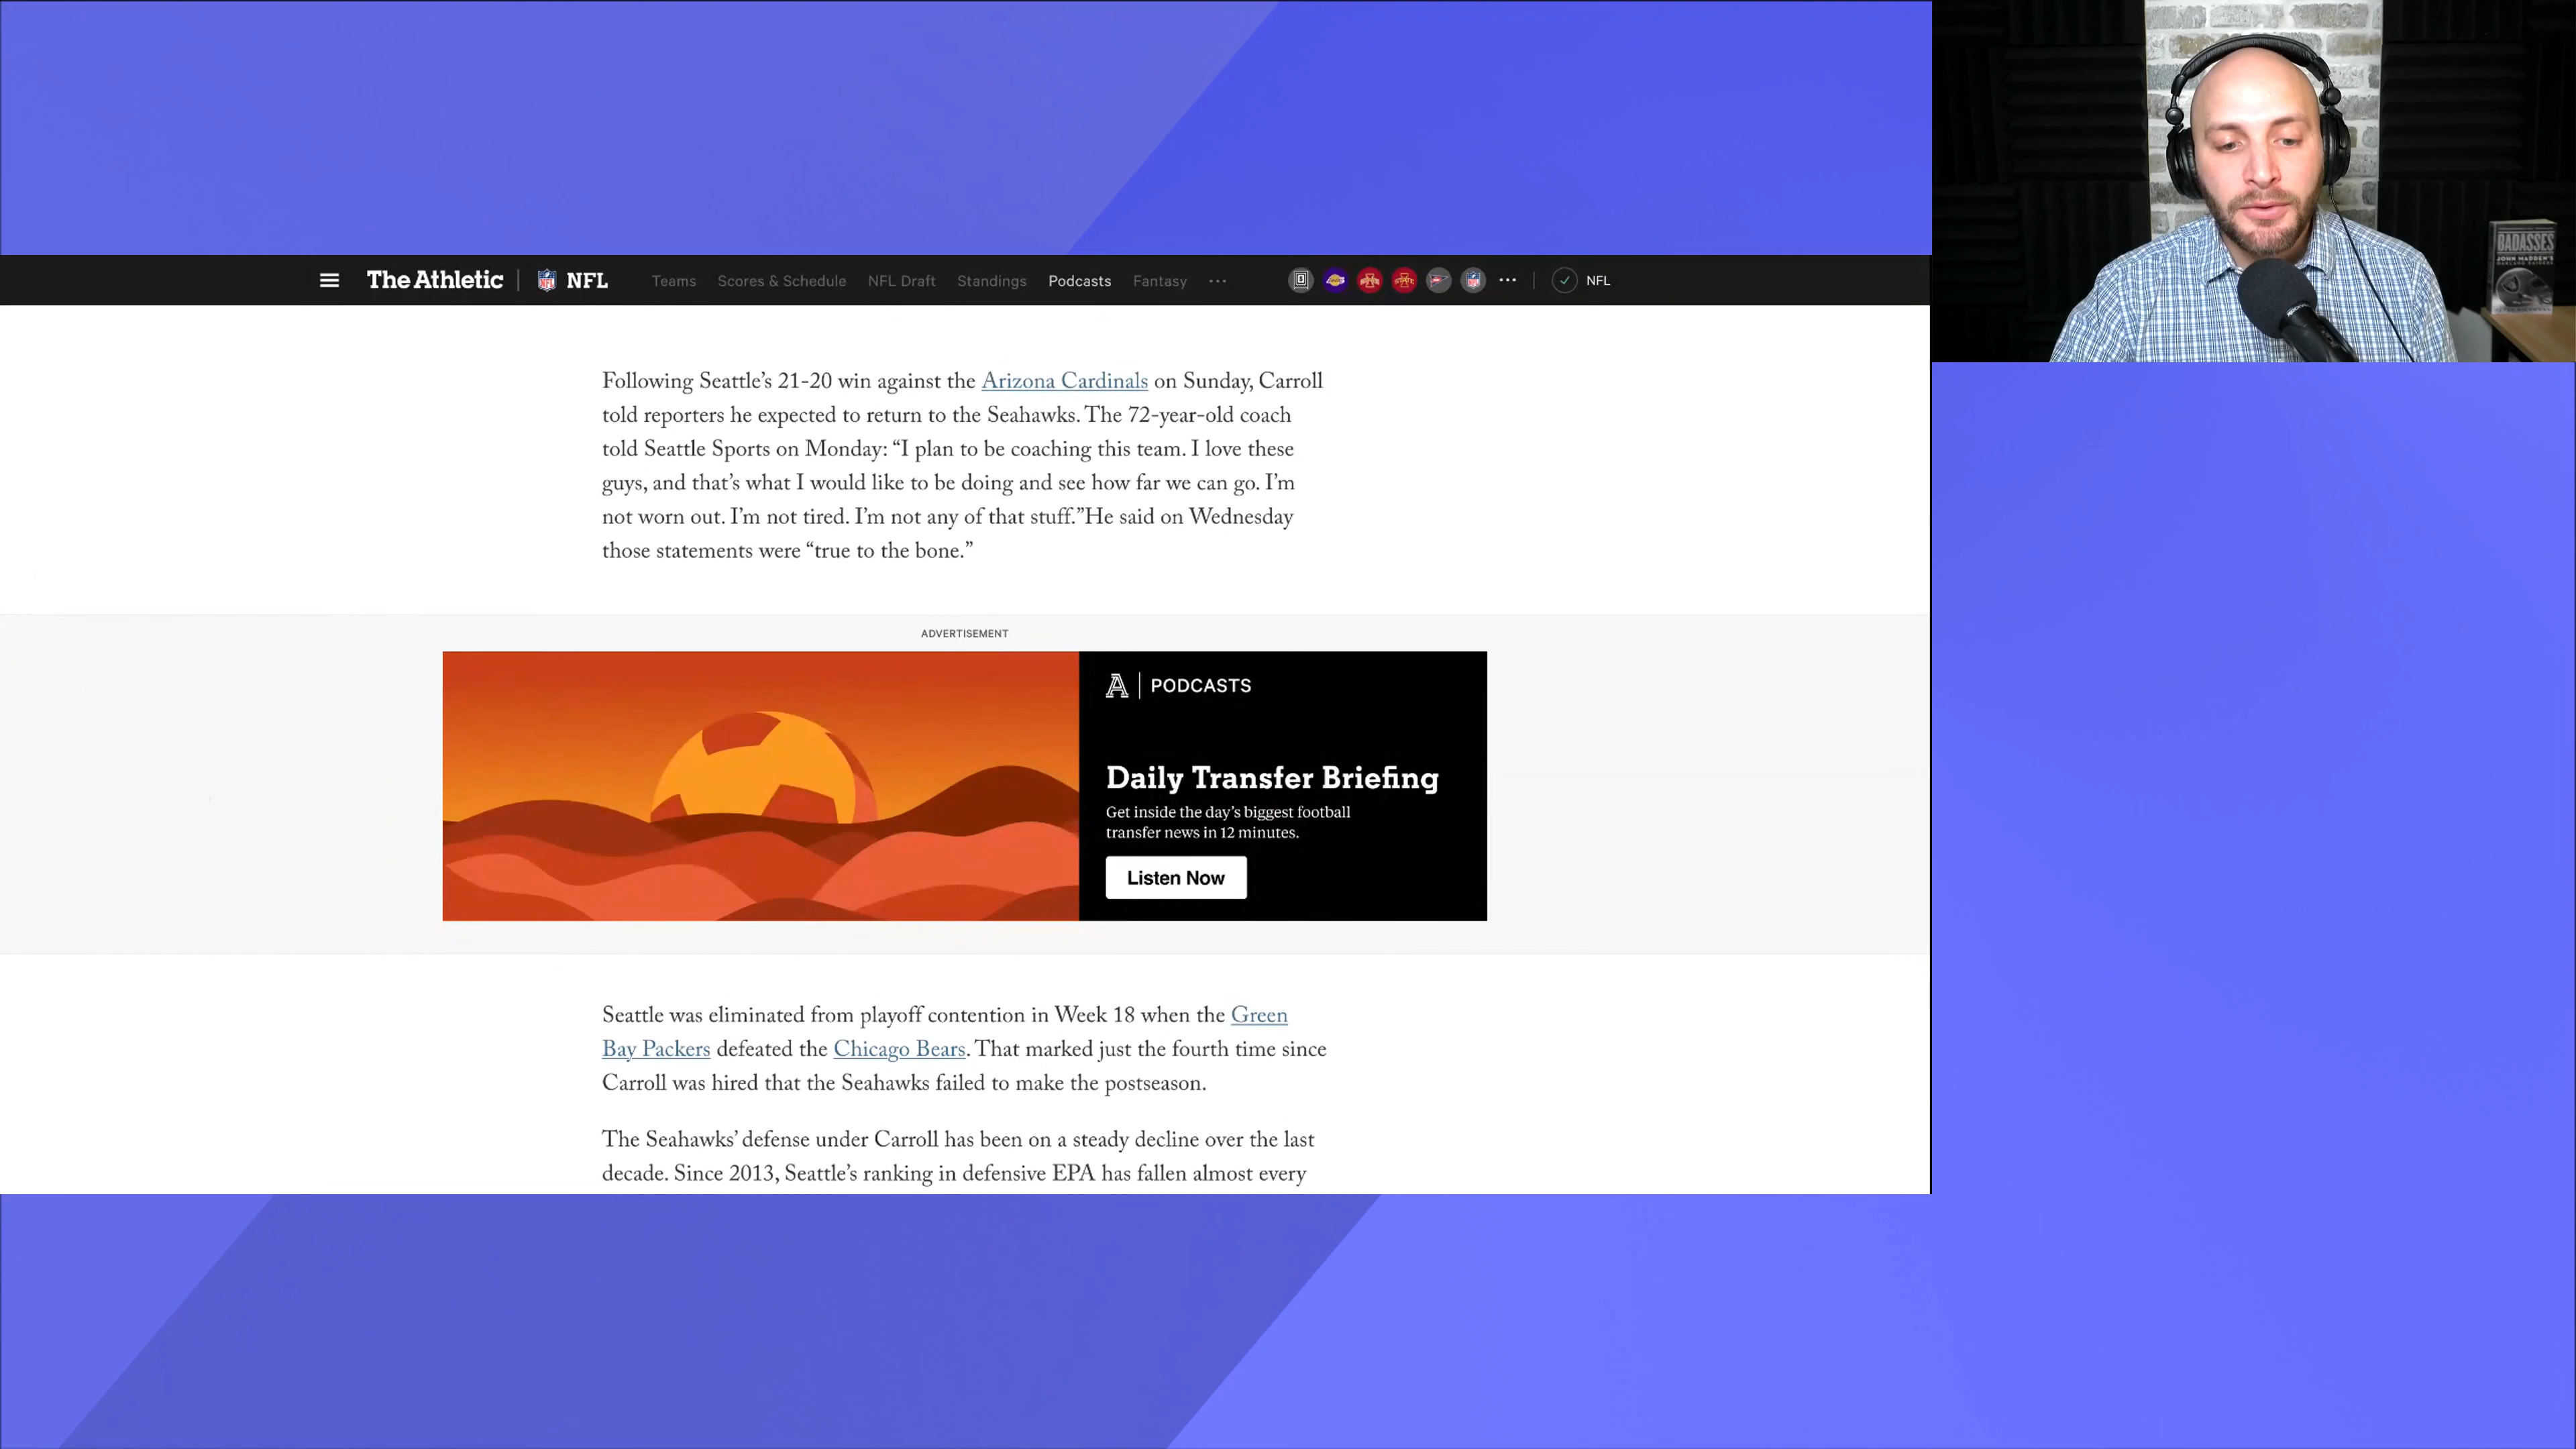 The Athletic
NFL
Teams
Scores & Schedule
NFL Draft
Standings
Podcasts
Fantasy
NFL
BADASSES
Following Seattle’s 21-20 win against the Arizona Cardinals on Sunday, Carroll
told reporters he expected to return to the Seahawks. The 72-year-old coach
told Seattle Sports on Monday: “I plan to be coaching this team. I love these
guys, and that’s what I would like to be doing and see how far we can go. I’m
not worn out. I’m not tired. I’m not any of that stuff.”He said on Wednesday
those statements were “true to the bone.”
ADVERTISEMENT
A | PODCASTS
Daily Transfer Briefing
Get inside the day’s biggest football
transfer news in 12 minutes.
Listen Now
Seattle was eliminated from playoff contention in Week 18 when the Green
Bay Packers defeated the Chicago Bears. That marked just the fourth time since
Carroll was hired that the Seahawks failed to make the postseason.
The Seahawks’ defense under Carroll has been on a steady decline over the last
decade. Since 2013, Seattle’s ranking in defensive EPA has fallen almost every